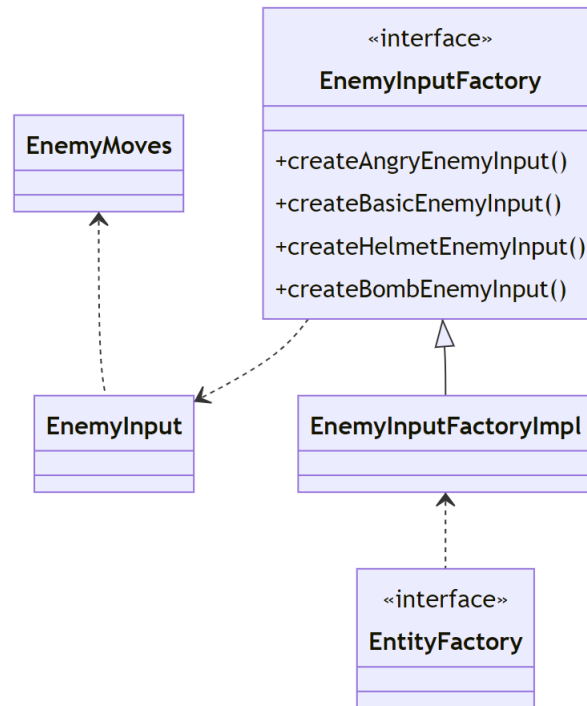 «interface»
EnemyInputFactory
+createAngryEnemyInput()
+createBasicEnemyInput()
+createHelmetEnemyInput()
+createBombEnemyInput()
EnemyMoves
EnemyInput
EnemyInputFactoryImpl
«interface»
EntityFactory